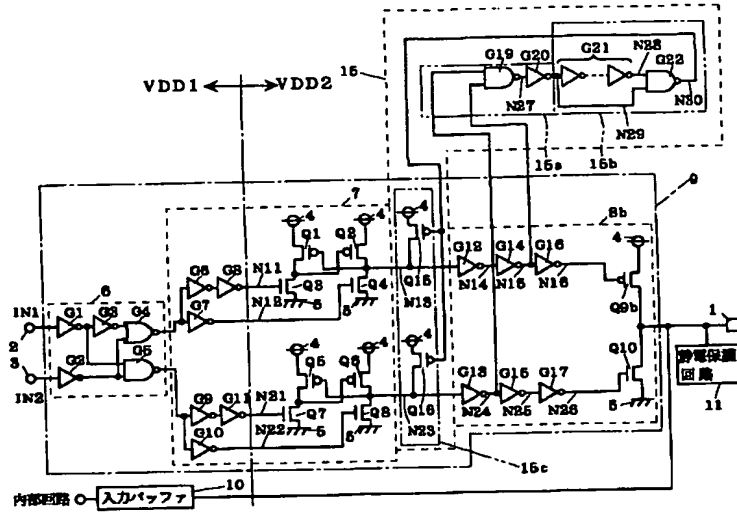 G19 G20 G21 N28 G22
15
N27 N30
N29
15a 15b
VDD1 VDD2
9
7
8b
4 4 4 4
Q1 Q2
G12 G14 G16
G6 G8 N11 Q15
Q3 Q4 N13 N14 N15 N16
G7 N12 5 5 Q9b
6
IN1 G1 G3 G4
2
1
G5 4 4 4 Q10
3 G2 Q5 Q6 静電保護
IN2 G13 G15 G17 回路
G9 G11 N21 Q16
Q7 Q8 N24 N25 N26 5 11
G10 N22 5 5 N23
15c
10
内部回路 入力バッファ